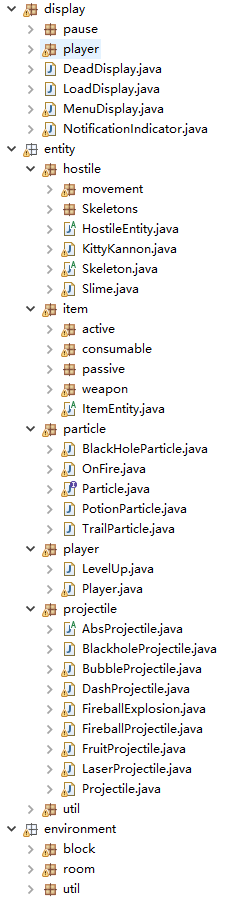 display
pause
player
DeadDisplay.java
LoadDisplay.java
MenuDisplay.java
NotificationIndicator.java
entity
hostile
movement
Skeletons
HostileEntity.java
KittyKannon.java
Skeleton.java
Slime.java
item
active
consumable
passive
weapon
ItemEntity.java
particle
BlackHoleParticle.java
OnFire.java
Particle.java
PotionParticle.java
TrailParticle.java
player
LevelUp.java
Player.java
projectile
AbsProjectile.java
BlackholeProjectile.java
BubbleProjectile.java
DashProjectile.java
FireballExplosion.java
FireballProjectile.java
FruitProjectile.java
LaserProjectile.java
Projectile.java
util
environment
block
room
util